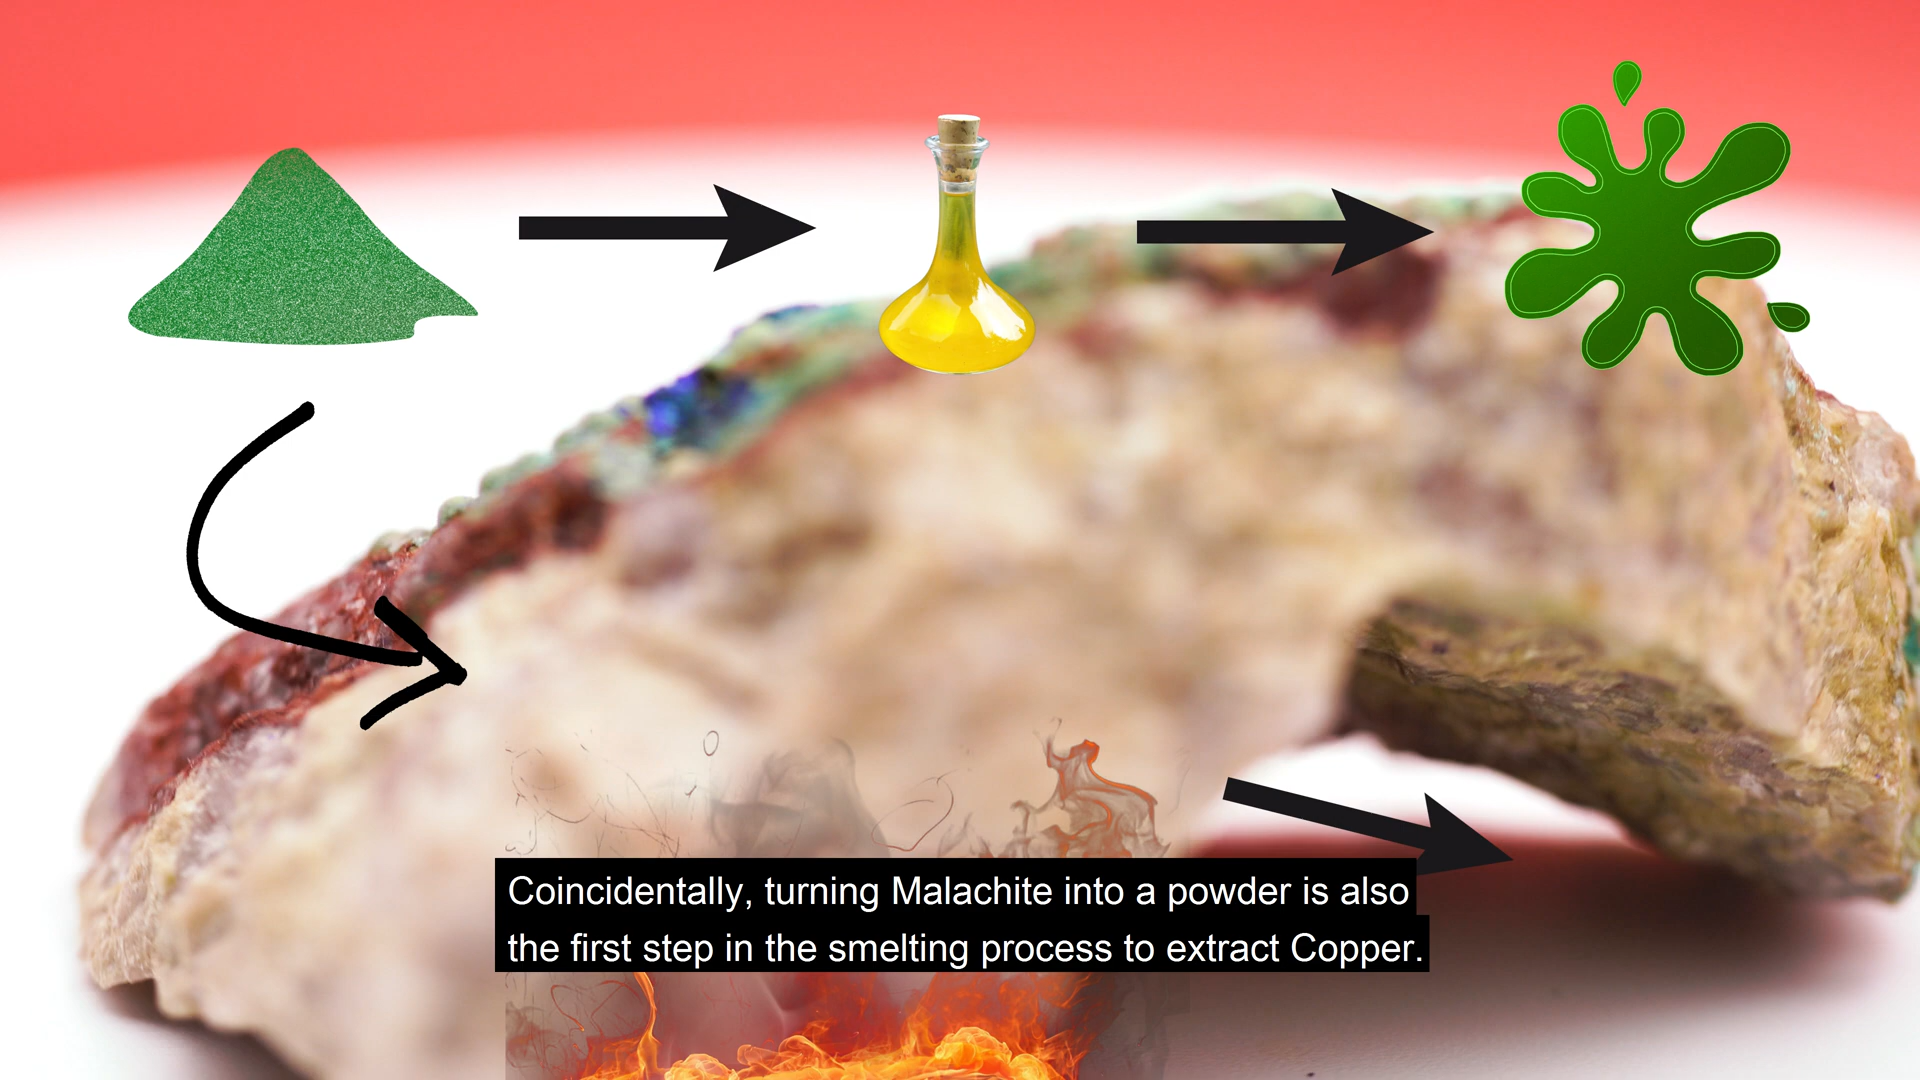 Coincidentally, turning Malachite into a powder is also
the first step in the smelting process to extract Copper.